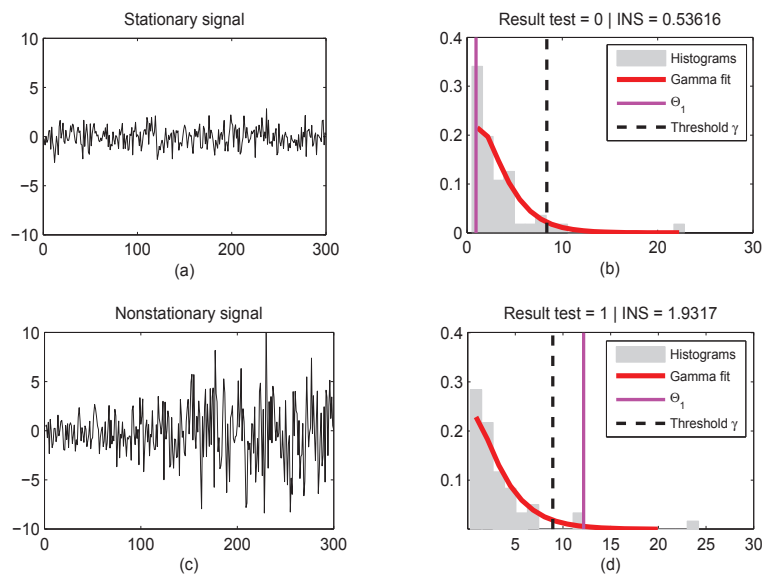 Stationary signal
10
5
0
−5
−10
0
100
200
300
(a)
Result test = 0 | INS = 0.53616
0.4
0.3
0.2
0.1
0
0
10
20
30
Histograms
Gamma fit
Θ1
Threshold γ
(b)
Nonstationary signal
10
5
0
−5
−10
0
100
200
300
(c)
Result test = 1 | INS = 1.9317
0.4
0.3
0.2
0.1
5
10
15
20
25
30
Histograms
Gamma fit
Θ1
Threshold γ
(d)